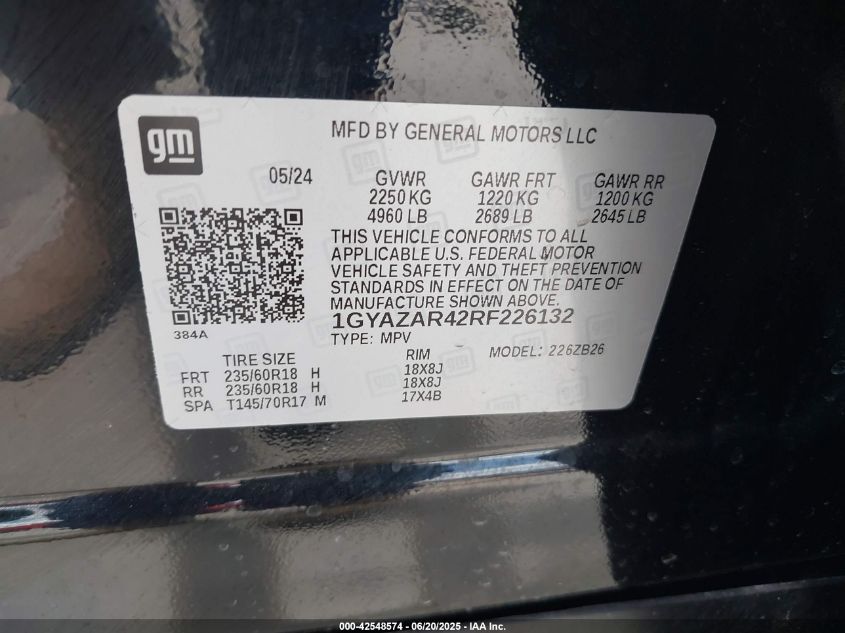 gm
MFD BY GENERAL MOTORS LLC
05/24 GVWR GAWR FRT GAWR RR
2250 KG 1220 KG 1200 KG
4960 LB 2689 LB 2645 LB
THIS VEHICLE CONFORMS TO ALL
APPLICABLE U.S. FEDERAL MOTOR
VEHICLE SAFETY AND THEFT PREVENTION
STANDARDS IN EFFECT ON THE DATE OF
MANUFACTURE SHOWN ABOVE.
1GYAZAR42RF226132
384A TYPE: MPV MODEL: 226ZB26
TIRE SIZE RIM
FRT 235/60R18 H 18X8J
RR 235/60R18 H 18X8J
SPA T145/70R17 M 17X4B
000-42548574 / 06/20/2025 - IAA Inc.